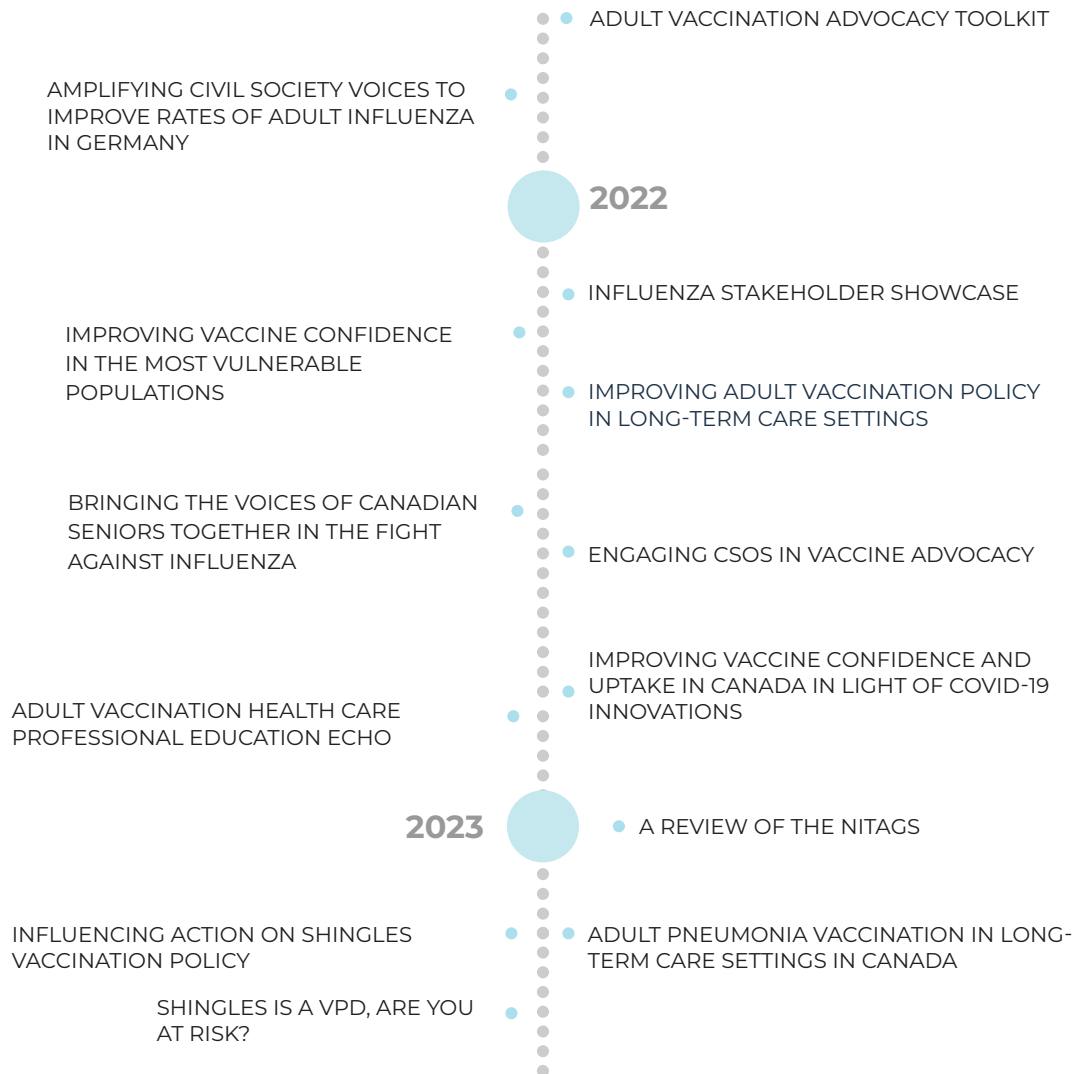 ADULT VACCINATION ADVOCACY TOOLKIT
AMPLIFYING CIVIL SOCIETY VOICES TO
IMPROVE RATES OF ADULT INFLUENZA
IN GERMANY
2022
INFLUENZA STAKEHOLDER SHOWCASE
IMPROVING VACCINE CONFIDENCE
IN THE MOST VULNERABLE
POPULATIONS
IMPROVING ADULT VACCINATION POLICY
IN LONG-TERM CARE SETTINGS
BRINGING THE VOICES OF CANADIAN
SENIORS TOGETHER IN THE FIGHT
AGAINST INFLUENZA
ENGAGING CSOS IN VACCINE ADVOCACY
IMPROVING VACCINE CONFIDENCE AND
UPTAKE IN CANADA IN LIGHT OF COVID-19
INNOVATIONS
ADULT VACCINATION HEALTH CARE
PROFESSIONAL EDUCATION ECHO
2023
A REVIEW OF THE NITAGS
INFLUENCING ACTION ON SHINGLES
VACCINATION POLICY
ADULT PNEUMONIA VACCINATION IN LONG-
TERM CARE SETTINGS IN CANADA
SHINGLES IS A VPD, ARE YOU
AT RISK?